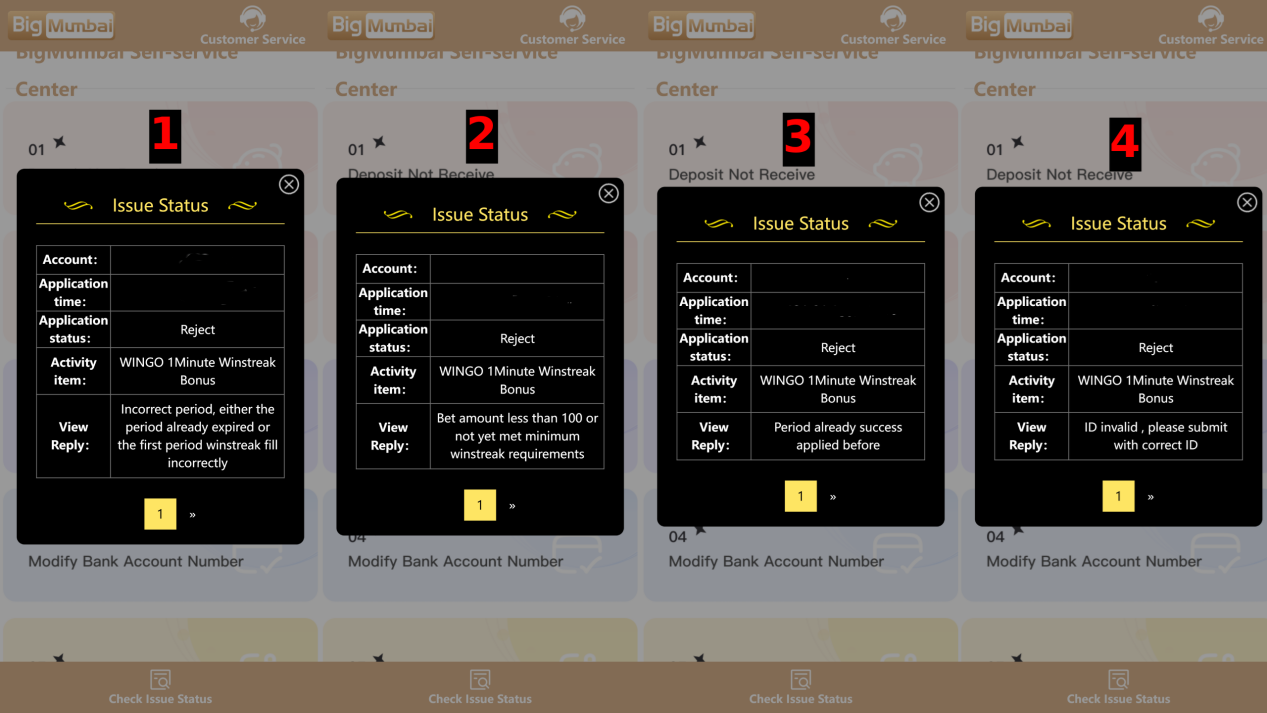 Big Mumbai
Customer Service
BigMumbai Self-service
Center
1
01
Issue Status
Account:
Application
time:
Application
status:
Reject
Activity
item:
WINGO 1Minute Winstreak
Bonus
View
Reply:
Incorrect period, either the
period already expired or
the first period winstreak fill
incorrectly
1 »
Modify Bank Account Number
Check Issue Status
Big Mumbai
Customer Service
BigMumbai Self-service
Center
2
01
Deposit Not Receive
Issue Status
Account:
Application
time:
Application
status:
Reject
Activity
item:
WINGO 1Minute Winstreak
Bonus
View
Reply:
Bet amount less than 100 or
not yet met minimum
winstreak requirements
1 »
04
Modify Bank Account Number
Check Issue Status
Big Mumbai
Customer Service
BigMumbai Self-service
Center
3
01
Deposit Not Receive
Issue Status
Account:
Application
time:
Application
status:
Reject
Activity
item:
WINGO 1Minute Winstreak
Bonus
View
Reply:
Period already success
applied before
1 »
04
Modify Bank Account Number
Check Issue Status
Big Mumbai
Customer Service
BigMumbai Self-service
Center
4
01
Deposit Not Receive
Issue Status
Account:
Application
time:
Application
status:
Reject
Activity
item:
WINGO 1Minute Winstreak
Bonus
View
Reply:
ID invalid , please submit
with correct ID
1 »
04
Modify Bank Account Number
Check Issue Status